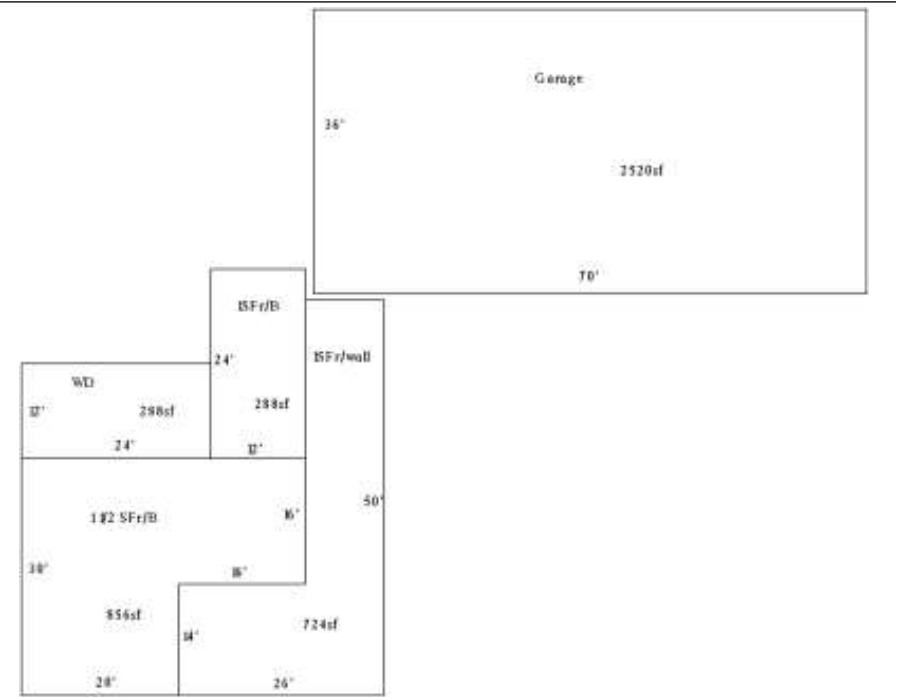 Garage
36'
2520sf
70'
1SFr/B
24'
1SFr/wall
WD
12'
288sf
288sf
24'
12'
50'
1 1/2 SFr/B
16'
30'
16'
856sf
724sf
14'
20'
26'